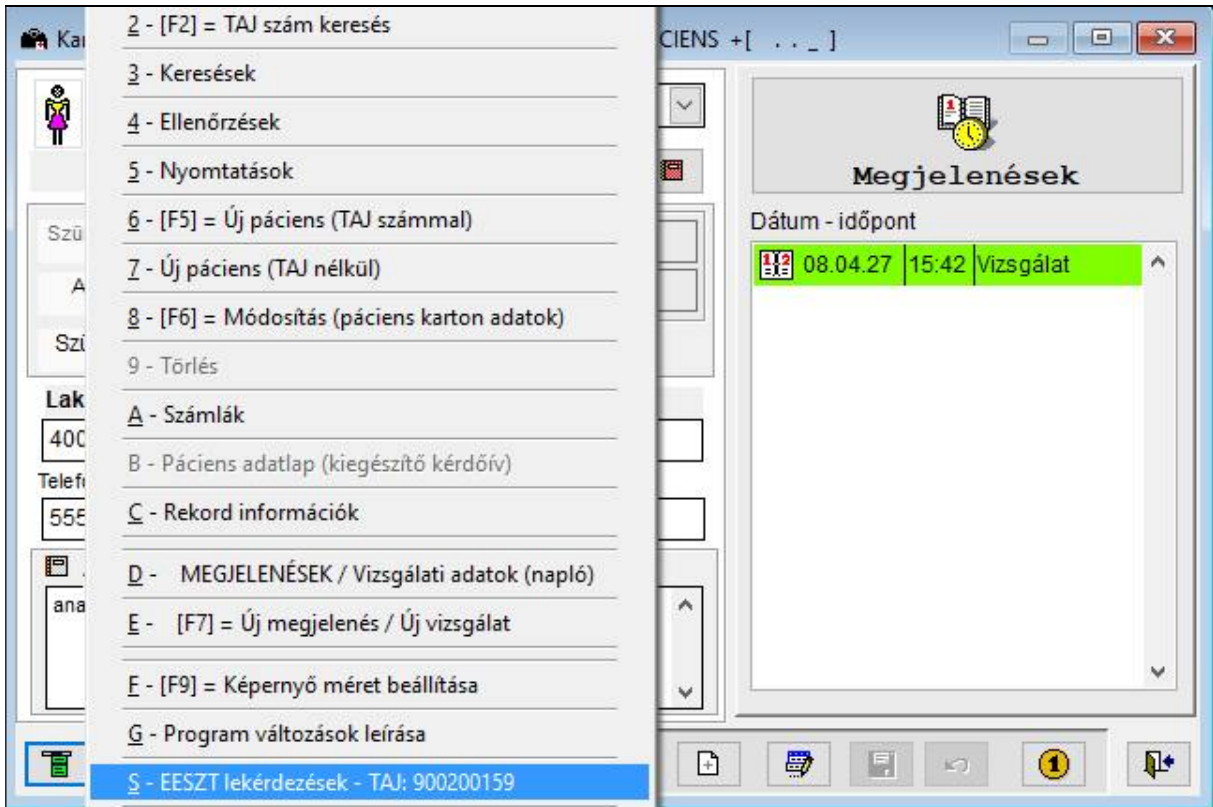 Ka
CIENS +[ . . _ ]
2 - [F2] = TAJ szám keresés
3 - Keresések
4 - Ellenőrzések
5 - Nyomtatások
6 - [F5] = Új páciens (TAJ számmal)
7 - Új páciens (TAJ nélkül)
8 - [F6] = Módosítás (páciens karton adatok)
9 - Törlés
A - Számlák
B - Páciens adatlap (kiegészítő kérdőív)
C - Rekord információk
D - MEGJELENÉSEK / Vizsgálati adatok (napló)
E - [F7] = Új megjelenés / Új vizsgálat
F - [F9] = Képernyő méret beállítása
G - Program változások leírása
S - EESZT lekérdezések - TAJ: 900200159
Szü
A
Szü
Lak
400
Telefo
555
ana
Megjelenések
Dátum - időpont
08.04.27 15:42 Vizsgálat